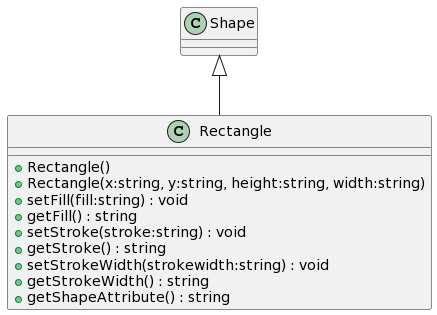 C Shape
C Rectangle
Rectangle()
Rectangle(x:string, y:string, height:string, width:string)
setFill(fill:string) : void
getFill() : string
setStroke(stroke:string) : void
getStroke() : string
setStrokeWidth(strokewidth:string) : void
getStrokeWidth() : string
getShapeAttribute() : string